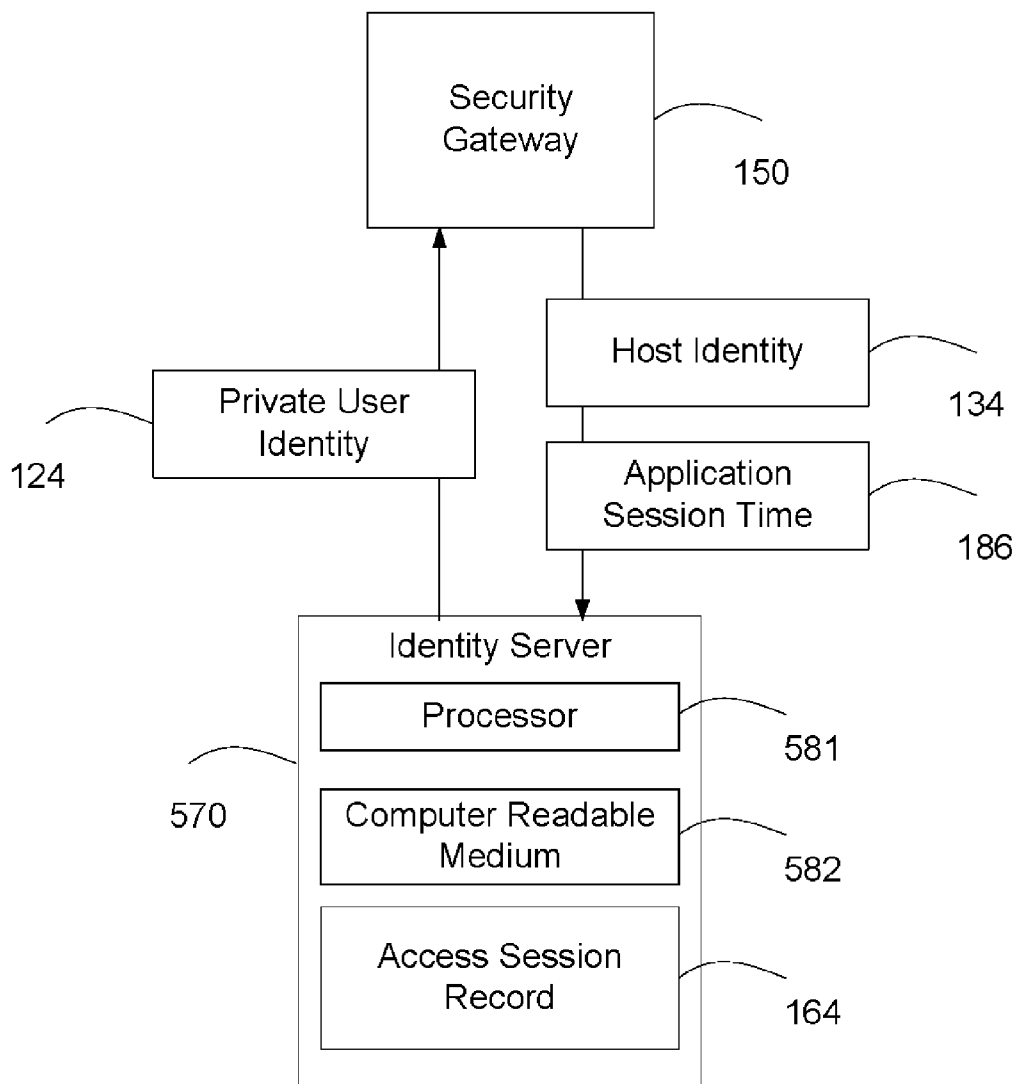 Security
Gateway
150
Host Identity
134
Private User
Identity
124
Application
Session Time
186
Identity Server
Processor
581
570
Computer Readable
Medium
582
Access Session
Record
164